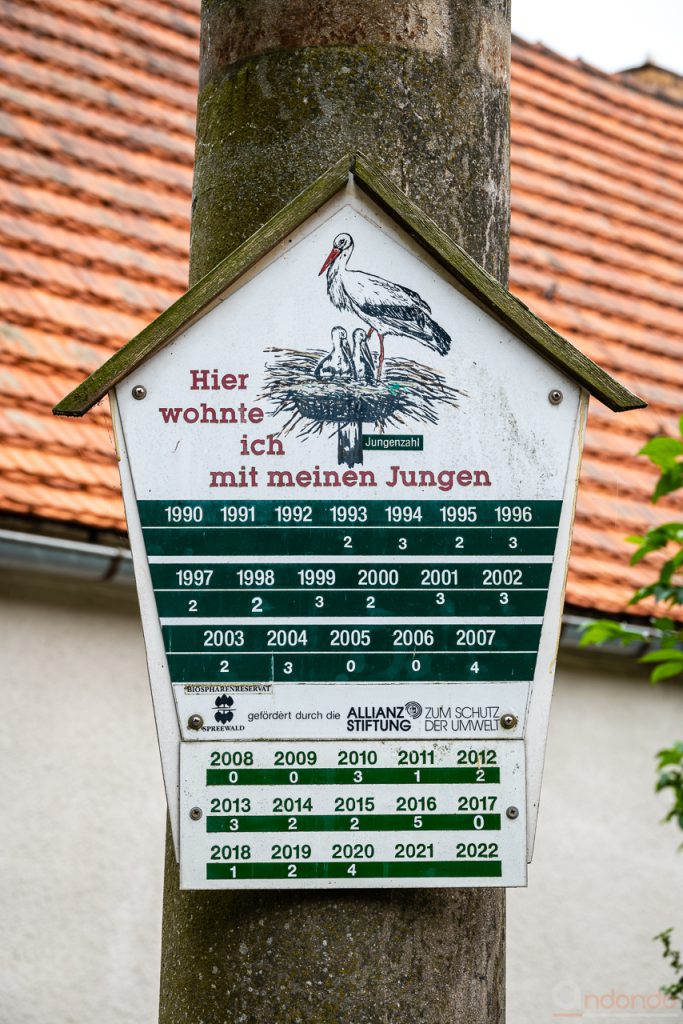 Hier
wohnte
ich
Jungenzahl
mit meinen Jungen
1990 1991 1992 1993 1994 1995 1996
2 3 2 3
1997 1998 1999 2000 2001 2002
2 2 3 2 3 3
2003 2004 2005 2006 2007
2 3 0 0 4
BIOSPHÄRENRESERVAT
SPREEWALD
gefördert durch die
ALLIANZ
STIFTUNG
ZUM SCHUTZ
DER UMWELT
2008 2009 2010 2011 2012
0 0 3 1 2
2013 2014 2015 2016 2017
3 2 2 5 0
2018 2019 2020 2021 2022
1 2 4
andondo